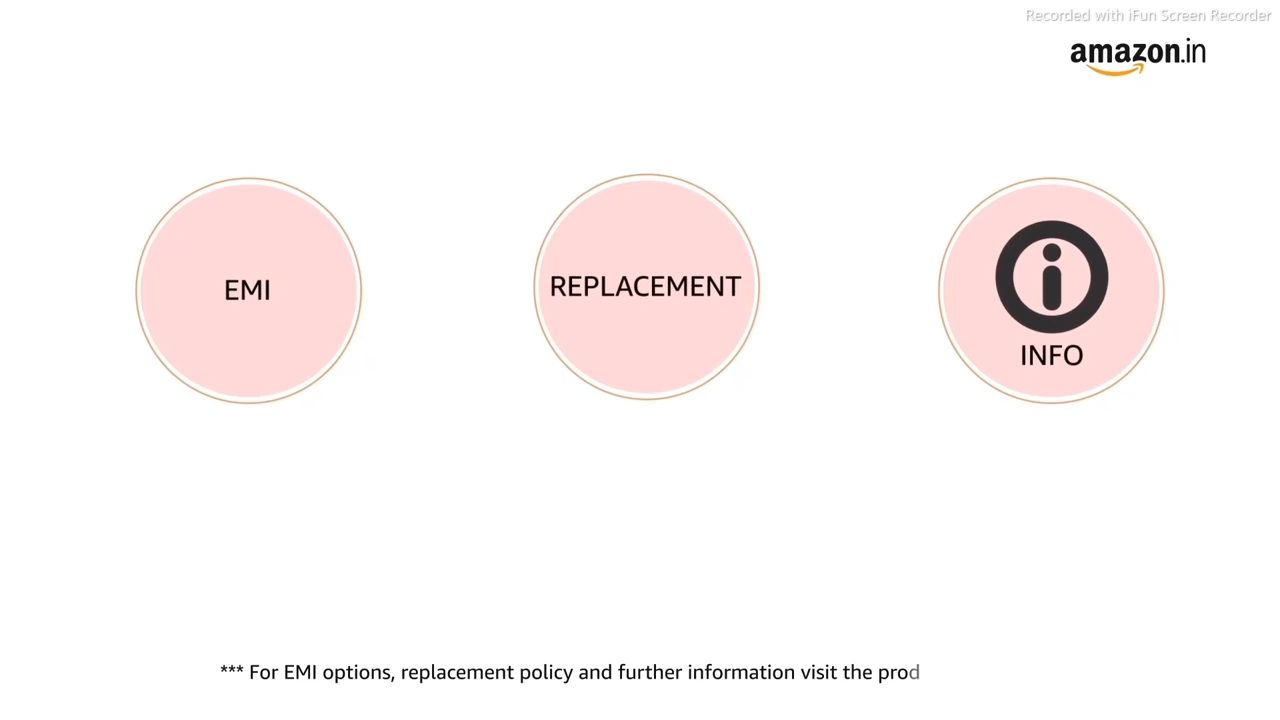 Recorded with iFun Screen Recorder
amazon.in
EMI
REPLACEMENT
INFO
*** For EMI options, replacement policy and further information visit the prod